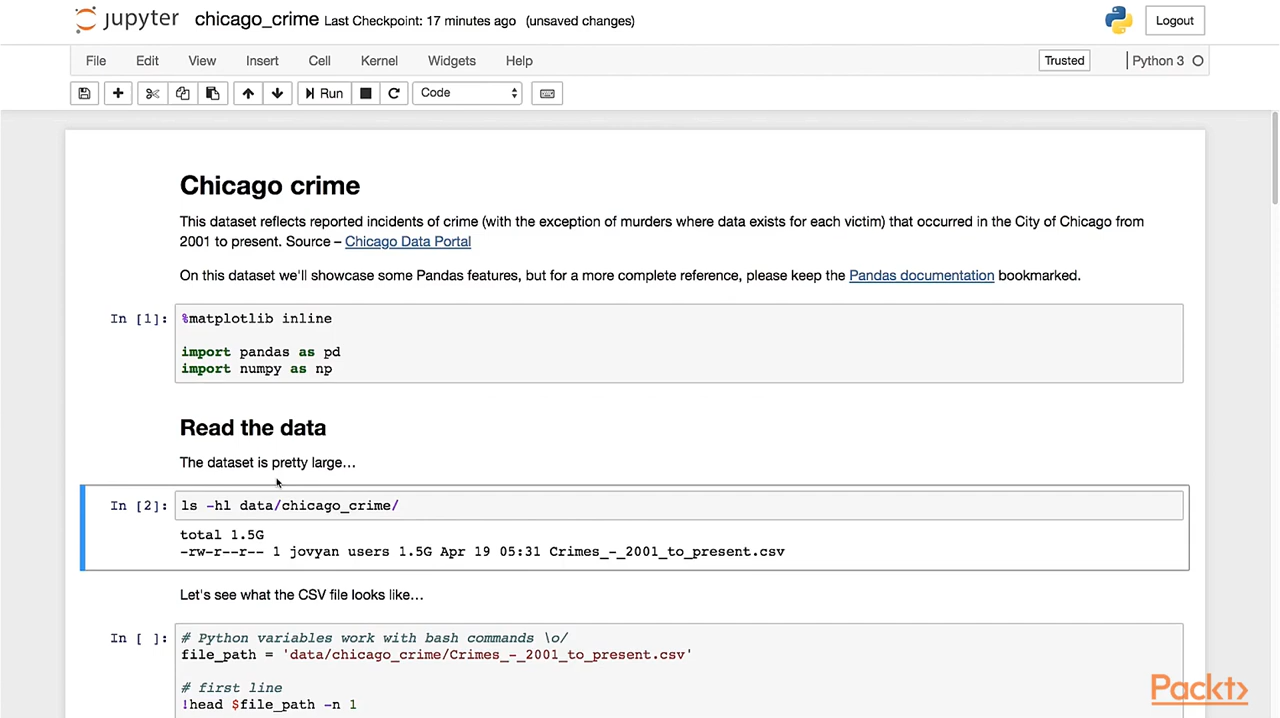 jupyter chicago_crime Last Checkpoint: 17 minutes ago (unsaved changes) Logout
File Edit View Insert Cell Kernel Widgets Help Trusted Python 3
Run Code
Chicago crime
This dataset reflects reported incidents of crime (with the exception of murders where data exists for each victim) that occurred in the City of Chicago from
2001 to present. Source – Chicago Data Portal
On this dataset we'll showcase some Pandas features, but for a more complete reference, please keep the Pandas documentation bookmarked.
In [1]: %matplotlib inline
import pandas as pd
import numpy as np
Read the data
The dataset is pretty large…
In [2]: ls -hl data/chicago_crime/
total 1.5G
-rw-r--r-- 1 jovyan users 1.5G Apr 19 05:31 Crimes_-_2001_to_present.csv
Let's see what the CSV file looks like…
In [ ]: # Python variables work with bash commands \o/
file_path = 'data/chicago_crime/Crimes_-_2001_to_present.csv'
# first line
!head $file_path -n 1
Packt>